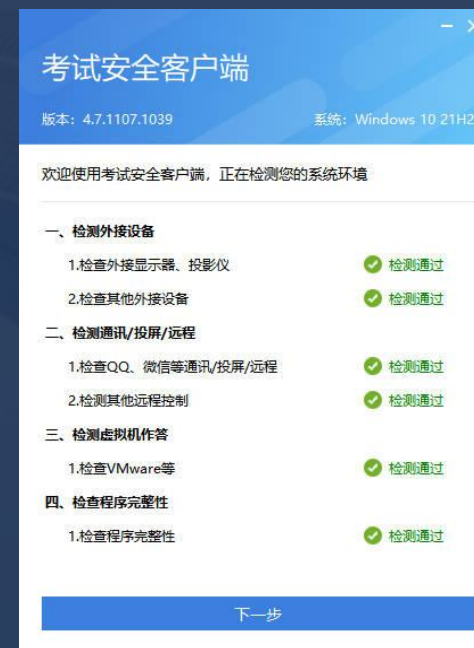 考试安全客户端
版本: 4.7.1107.1039 系统: Windows 10 21H2
欢迎使用考试安全客户端，正在检测您的系统环境
一、检测外接设备
1.检查外接显示器、投影仪 检测通过
2.检查其他外接设备 检测通过
二、检测通讯/投屏/远程
1.检查QQ、微信等通讯/投屏/远程 检测通过
2.检测其他远程控制 检测通过
三、检测虚拟机作答
1.检查VMware等 检测通过
四、检查程序完整性
1.检查程序完整性 检测通过
下一步